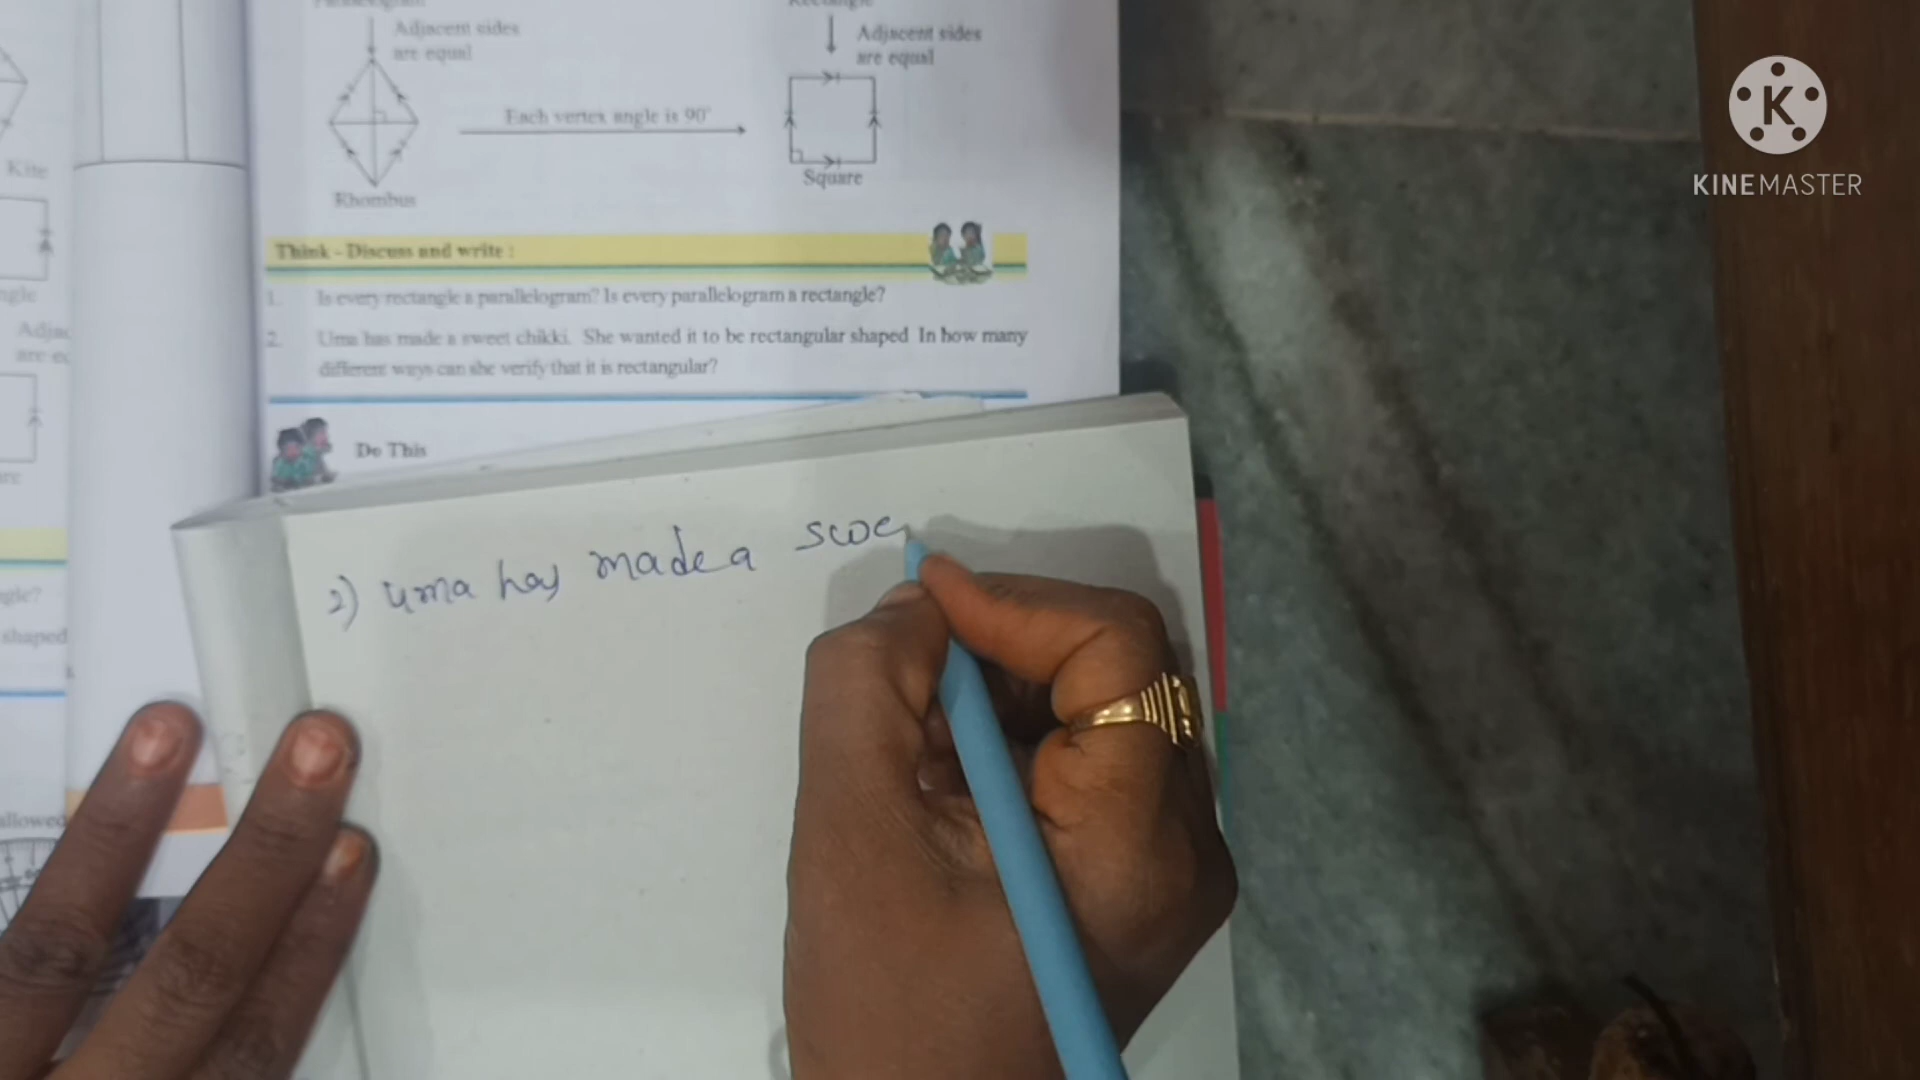 Adjacent sides
are equal
Adjacent sides
are equal
Each vertex angle is 90°
Kite
Rhombus
Square
Think - Discuss and write :
1. Is every rectangle a parallelogram? Is every parallelogram a rectangle?
2. Uma has made a sweet chikki. She wanted it to be rectangular shaped In how many
different ways can she verify that it is rectangular?
Do This
shaped
allowed
2) Uma has made a swee
KINEMASTER